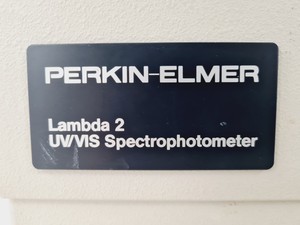 PERKIN-ELMER
Lambda 2
UV/VIS Spectrophotometer